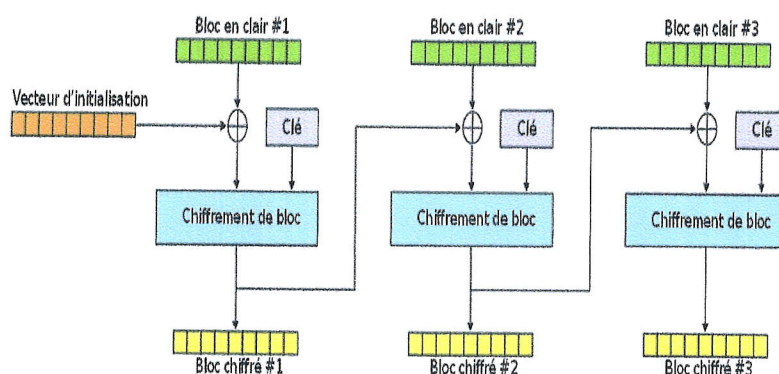 Bloc en clair #1
Bloc en clair #2
Bloc en clair #3
Vecteur d'initialisation
Clé
Clé
Clé
Chiffrement de bloc
Chiffrement de bloc
Chiffrement de bloc
Bloc chiffré #1
Bloc chiffré #2
Bloc chiffré #3